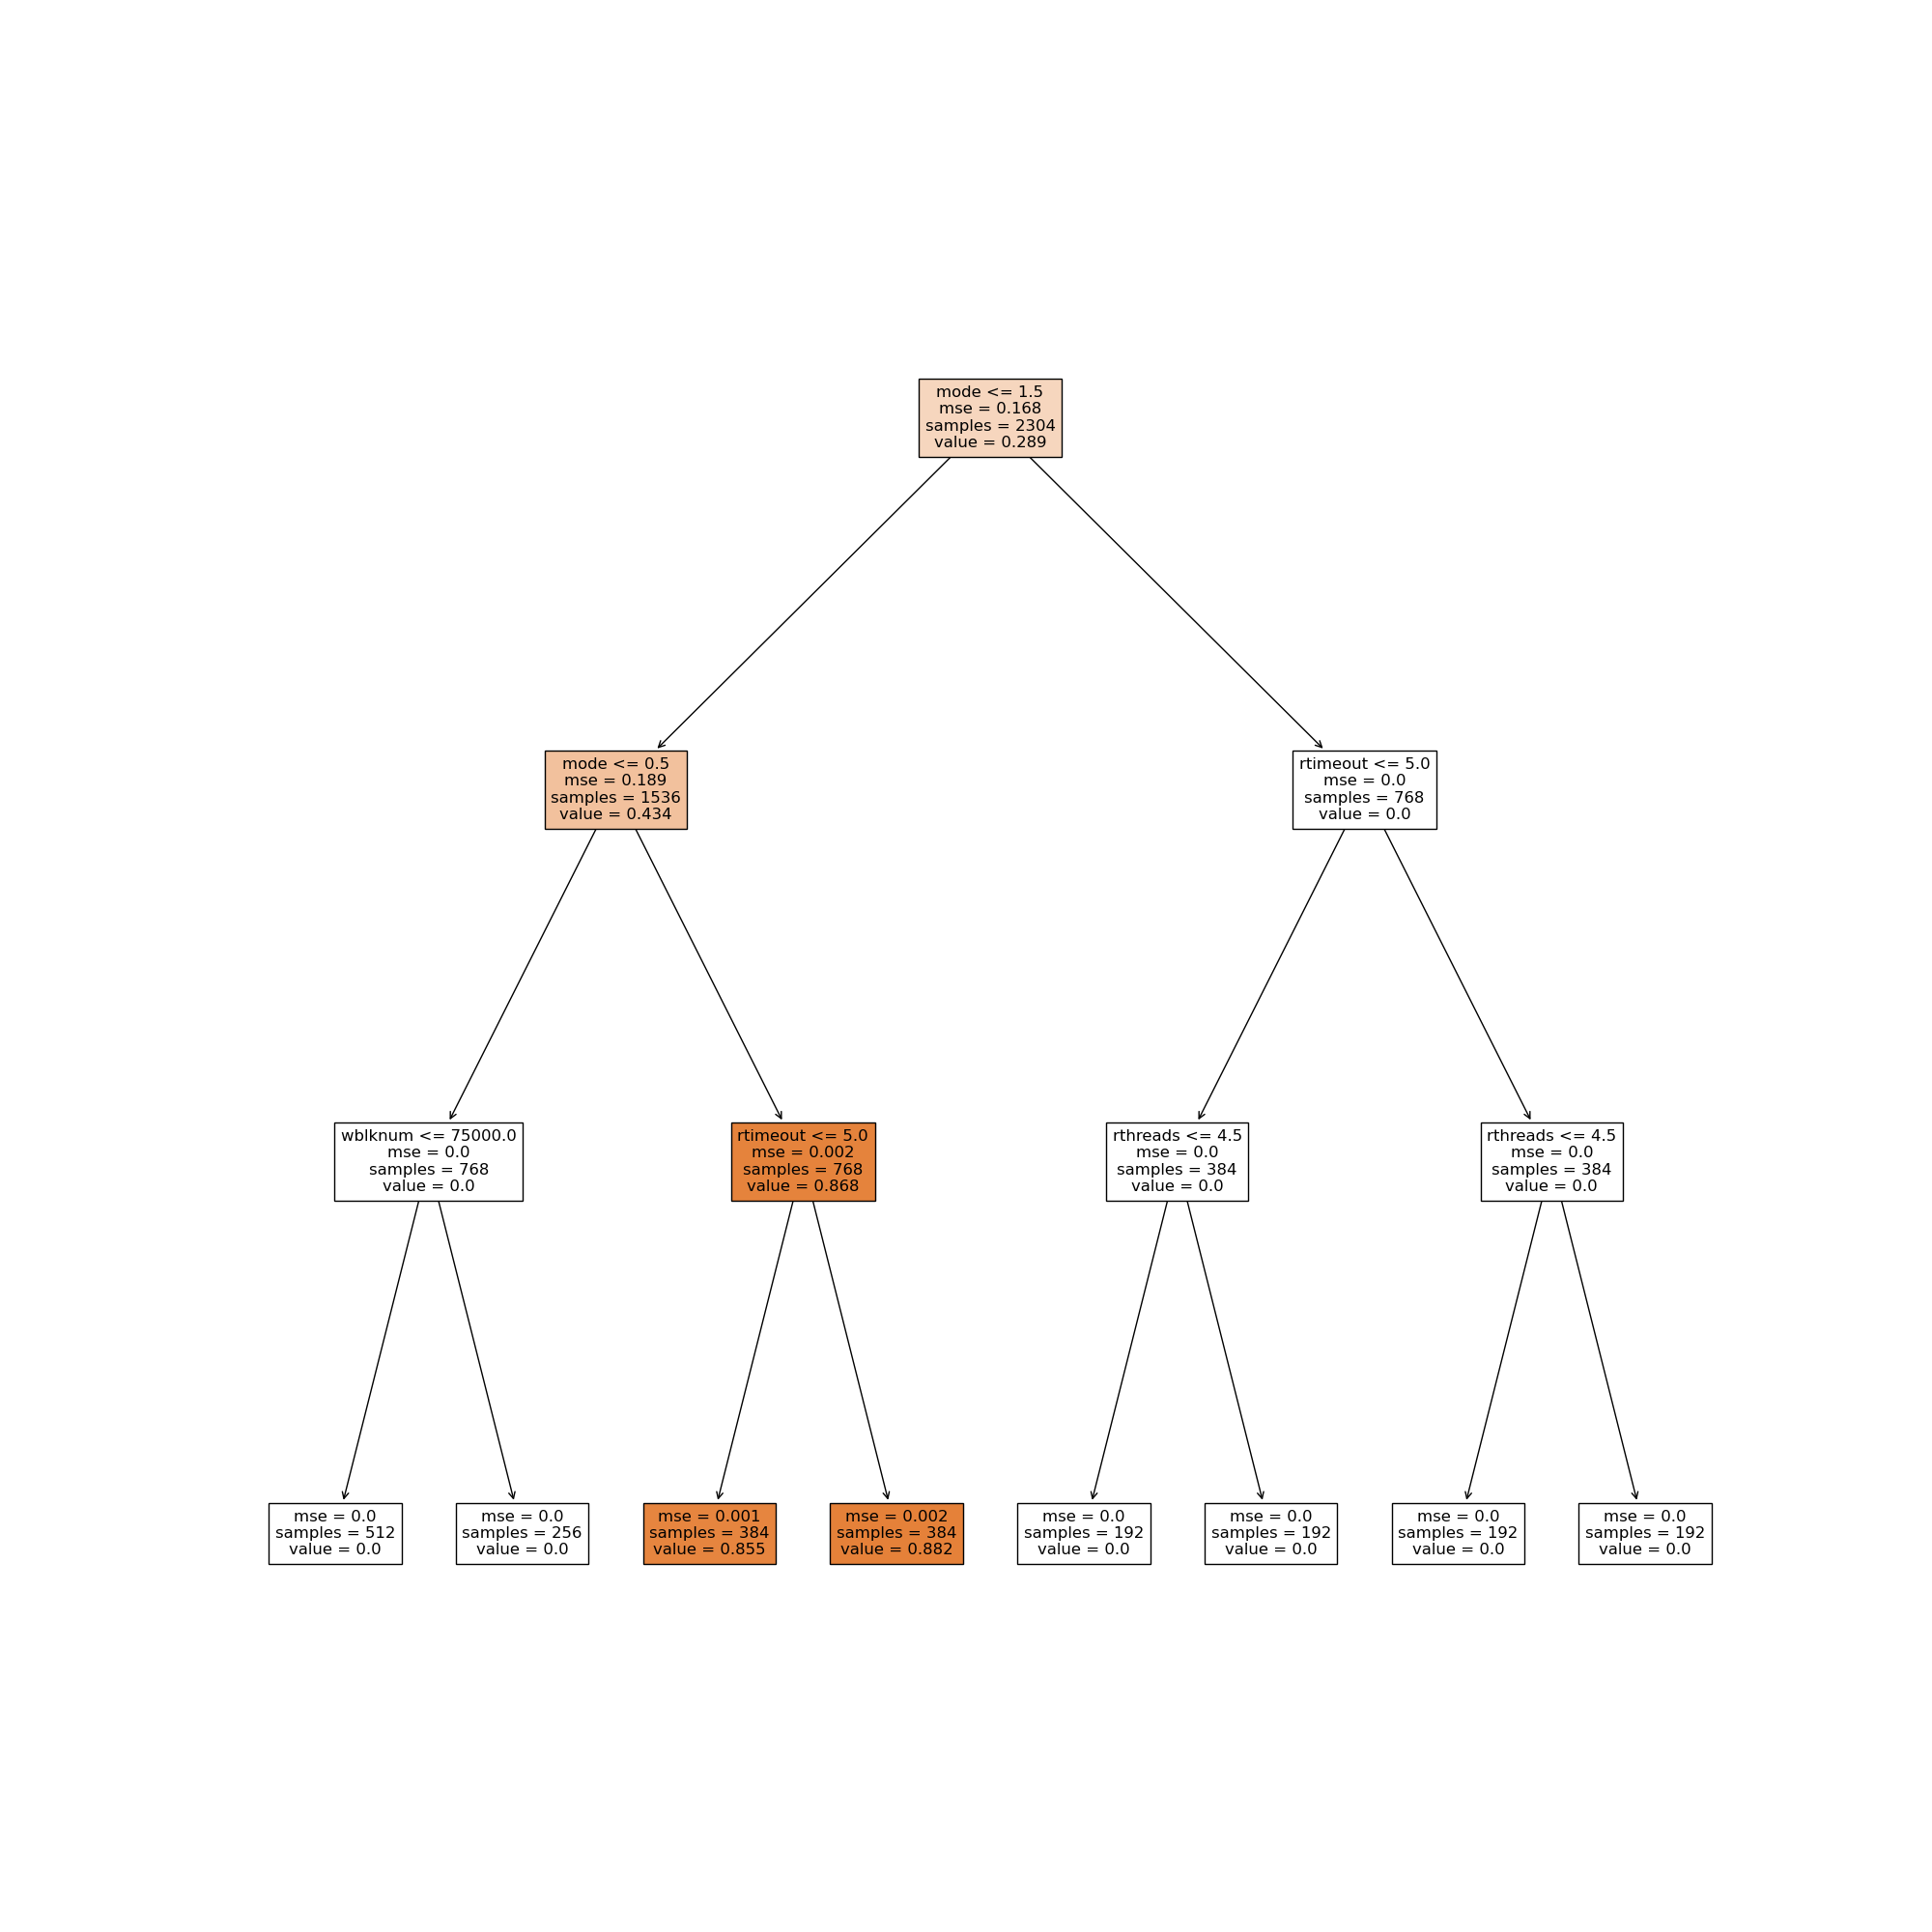 mode <= 1.5
mse = 0.168
samples = 2304
value = 0.289
mode <= 0.5
mse = 0.189
samples = 1536
value = 0.434
rtimeout <= 5.0
mse = 0.0
samples = 768
value = 0.0
wblknum <= 75000.0
mse = 0.0
samples = 768
value = 0.0
rtimeout <= 5.0
mse = 0.002
samples = 768
value = 0.868
rthreads <= 4.5
mse = 0.0
samples = 384
value = 0.0
rthreads <= 4.5
mse = 0.0
samples = 384
value = 0.0
mse = 0.0
samples = 512
value = 0.0
mse = 0.0
samples = 256
value = 0.0
mse = 0.001
samples = 384
value = 0.855
mse = 0.002
samples = 384
value = 0.882
mse = 0.0
samples = 192
value = 0.0
mse = 0.0
samples = 192
value = 0.0
mse = 0.0
samples = 192
value = 0.0
mse = 0.0
samples = 192
value = 0.0